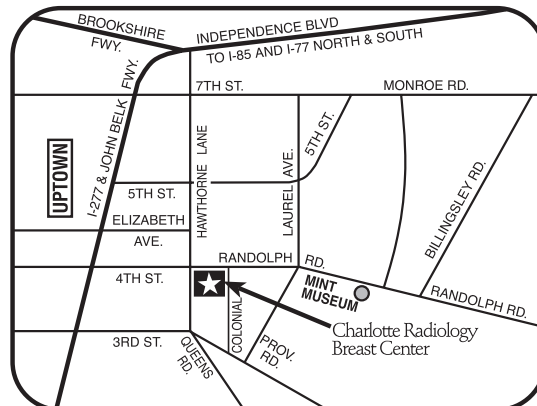 BROOKSHIRE
FWY.
INDEPENDENCE BLVD
TO I-85 AND I-77 NORTH & SOUTH
7TH ST.
MONROE RD.
I-277 & JOHN BELK FWY.
UPTOWN
HAWTHORNE LANE
LAUREL AVE.
5TH ST.
BILLINGSLEY RD.
5TH ST.
ELIZABETH
AVE.
RANDOLPH RD.
4TH ST.
MINT
MUSEUM
RANDOLPH RD.
COLONIAL
Charlotte Radiology
Breast Center
3RD ST.
QUEENS
RD.
PROV.
RD.